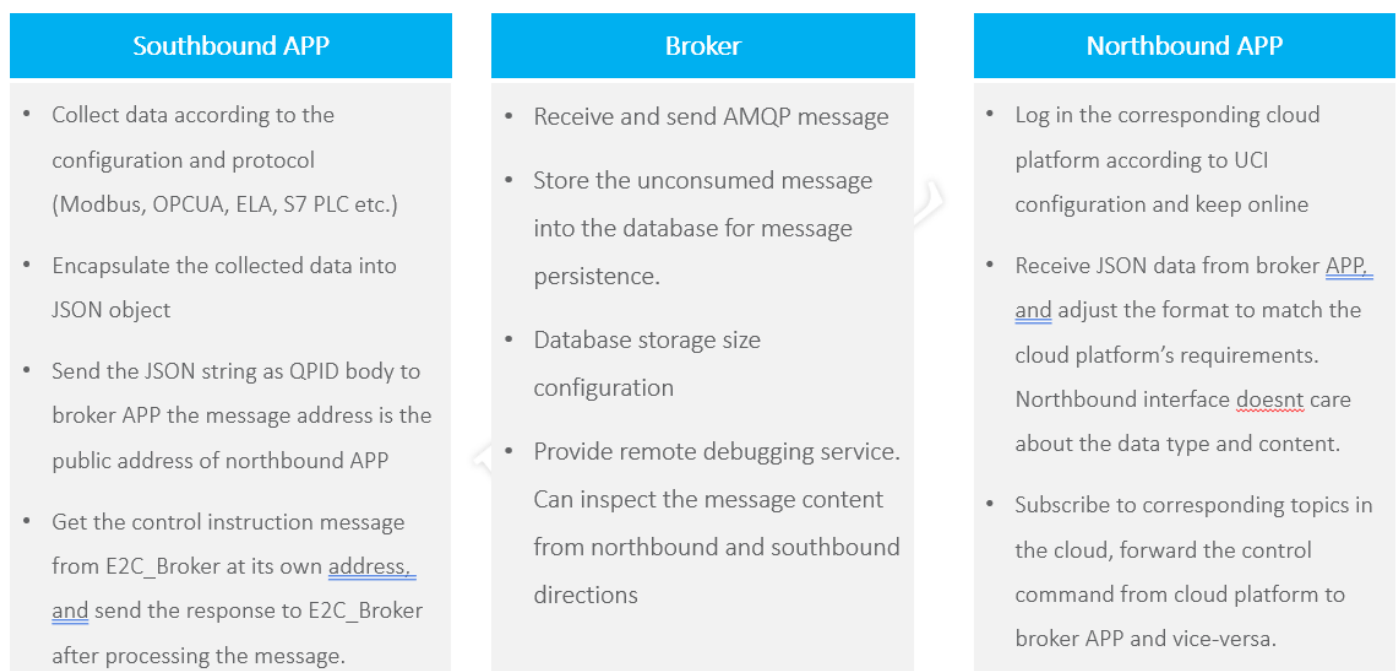 Southbound APP
• Collect data according to the
configuration and protocol
(Modbus, OPCUA, ELA, S7 PLC etc.)
• Encapsulate the collected data into
JSON object
• Send the JSON string as QPID body to
broker APP the message address is the
public address of northbound APP
• Get the control instruction message
from E2C_Broker at its own address,
and send the response to E2C_Broker
after processing the message.
Broker
• Receive and send AMQP message
• Store the unconsumed message
into the database for message
persistence.
• Database storage size
configuration
• Provide remote debugging service.
Can inspect the message content
from northbound and southbound
directions
Northbound APP
• Log in the corresponding cloud
platform according to UCI
configuration and keep online
• Receive JSON data from broker APP,
and adjust the format to match the
cloud platform’s requirements.
Northbound interface doesnt care
about the data type and content.
• Subscribe to corresponding topics in
the cloud, forward the control
command from cloud platform to
broker APP and vice-versa.